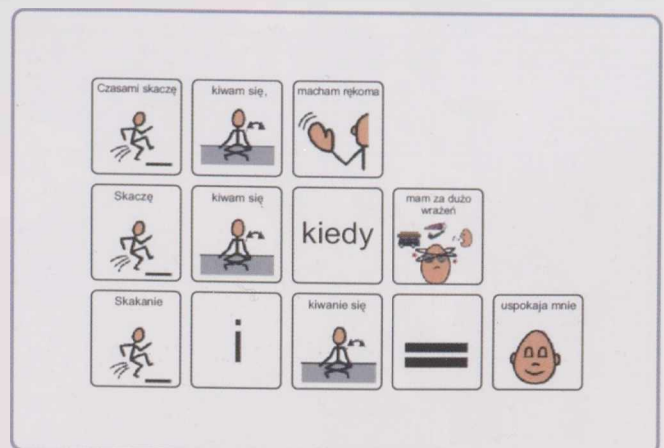 Czasami skaczę kiwam się, macham rękoma
Skaczę kiwam się kiedy mam za dużo wrażeń
Skakanie i kiwanie się = uspokaja mnie